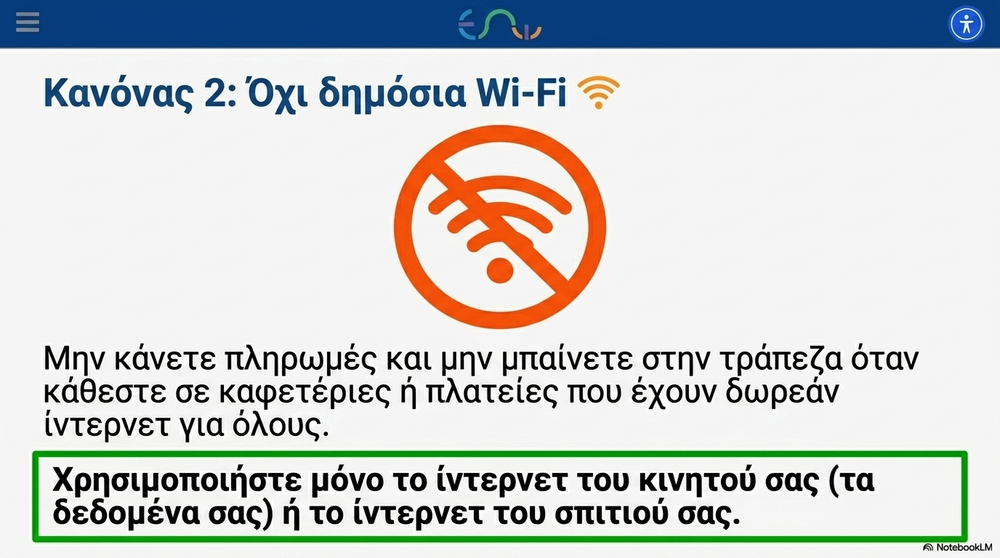 Κανόνας 2: Όχι δημόσια Wi-Fi
Μην κάνετε πληρωμές και μην μπαίνετε στην τράπεζα όταν
κάθεστε σε καφετέριες ή πλατείες που έχουν δωρεάν
ίντερνετ για όλους.
Χρησιμοποιήστε μόνο το ίντερνετ του κινητού σας (τα
δεδομένα σας) ή το ίντερνετ του σπιτιού σας.
NotebookLM